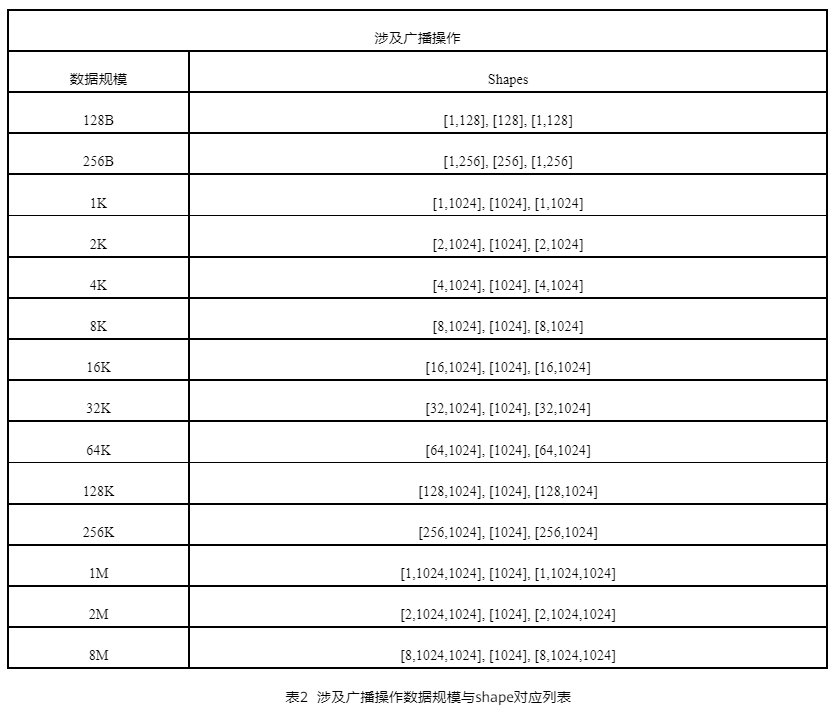 涉及广播操作
数据规模 Shapes
128B [1,128], [128], [1,128]
256B [1,256], [256], [1,256]
1K [1,1024], [1024], [1,1024]
2K [2,1024], [1024], [2,1024]
4K [4,1024], [1024], [4,1024]
8K [8,1024], [1024], [8,1024]
16K [16,1024], [1024], [16,1024]
32K [32,1024], [1024], [32,1024]
64K [64,1024], [1024], [64,1024]
128K [128,1024], [1024], [128,1024]
256K [256,1024], [1024], [256,1024]
1M [1,1024,1024], [1024], [1,1024,1024]
2M [2,1024,1024], [1024], [2,1024,1024]
8M [8,1024,1024], [1024], [8,1024,1024]
表2 涉及广播操作数据规模与shape对应列表